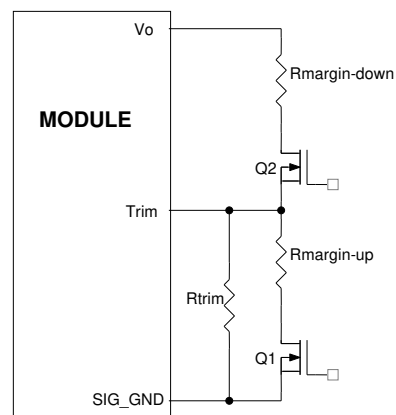 Vo
Rmargin-down
MODULE
Q2
Trim
Rmargin-up
Rtrim
Q1
SIG_GND